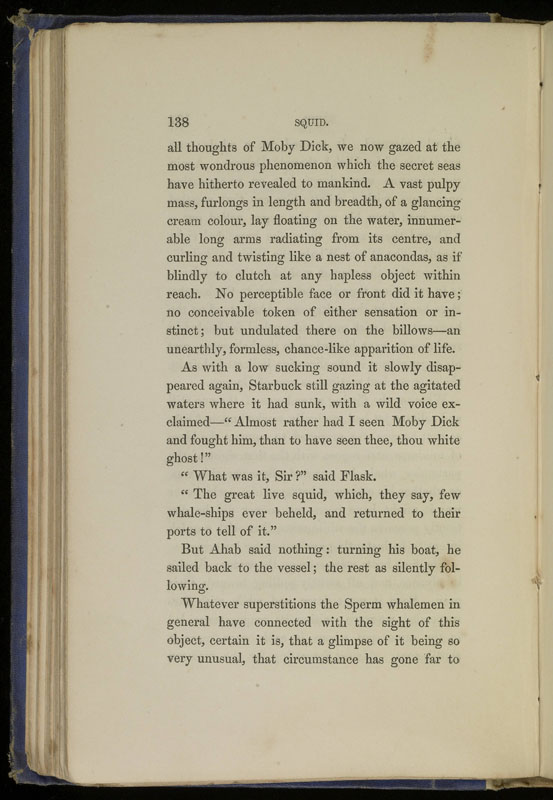 138 SQUID.
all thoughts of Moby Dick, we now gazed at the
most wondrous phenomenon which the secret seas
have hitherto revealed to mankind. A vast pulpy
mass, furlongs in length and breadth, of a glancing
cream colour, lay floating on the water, innumer-
able long arms radiating from its centre, and
curling and twisting like a nest of anacondas, as if
blindly to clutch at any hapless object within
reach. No perceptible face or front did it have;
no conceivable token of either sensation or in-
stinct; but undulated there on the billows—an
unearthly, formless, chance-like apparition of life.
As with a low sucking sound it slowly disap-
peared again, Starbuck still gazing at the agitated
waters where it had sunk, with a wild voice ex-
claimed—“Almost rather had I seen Moby Dick
and fought him, than to have seen thee, thou white
ghost!”
“What was it, Sir?” said Flask.
“The great live squid, which, they say, few
whale-ships ever beheld, and returned to their
ports to tell of it.”
But Ahab said nothing: turning his boat, he
sailed back to the vessel; the rest as silently fol-
lowing.
Whatever superstitions the Sperm whalemen in
general have connected with the sight of this
object, certain it is, that a glimpse of it being so
very unusual, that circumstance has gone far to